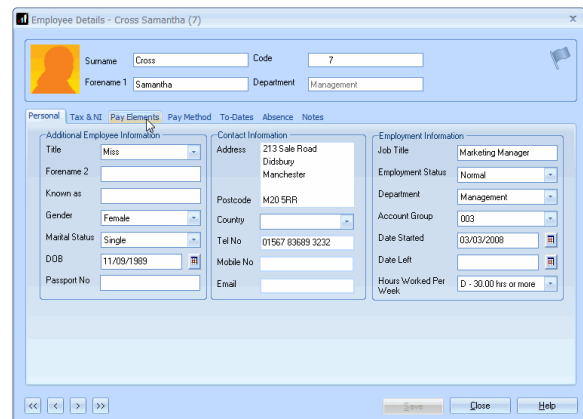 Employee Details - Cross Samantha (7)
x
Surname Cross Code 7
Forename 1 Samantha Department Management
Personal Tax & NI Pay Elements Pay Method To-Dates Absence Notes
Additional Employee Information
Title Miss
Forename 2
Known as
Gender Female
Marital Status Single
DOB 11/09/1989
Passport No
Contact Information
Address 213 Sale Road
Didsbury
Manchester
Postcode M20 5RR
Country
Tel No 01567 83689 3232
Mobile No
Email
Employment Information
Job Title Marketing Manager
Employment Status Normal
Department Management
Account Group 003
Date Started 03/03/2008
Date Left
Hours Worked Per
Week D - 30.00 hrs or more
<< < > >> Save Close Help